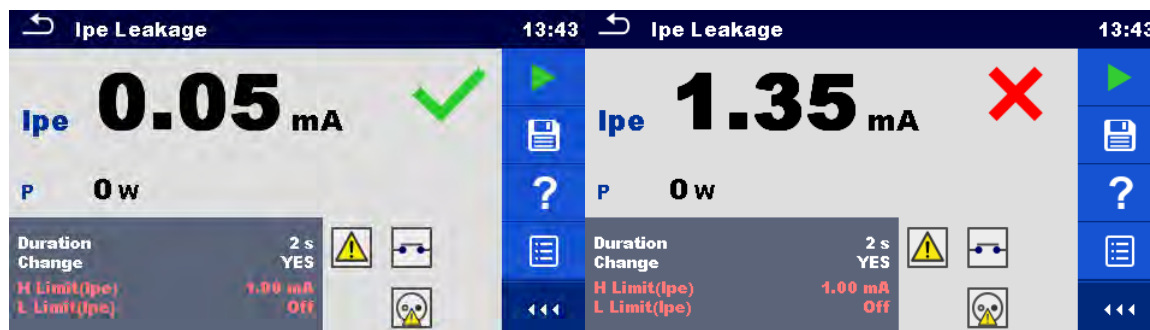 Ipe Leakage 13:43
Ipe 0.05 mA
P 0 W
?
Duration 2 s
Change YES
H Limit(Ipe) 1.00 mA
L Limit(Ipe) Off
Ipe Leakage 13:43
Ipe 1.35 mA
P 0 W
?
Duration 2 s
Change YES
H Limit(Ipe) 1.00 mA
L Limit(Ipe) Off